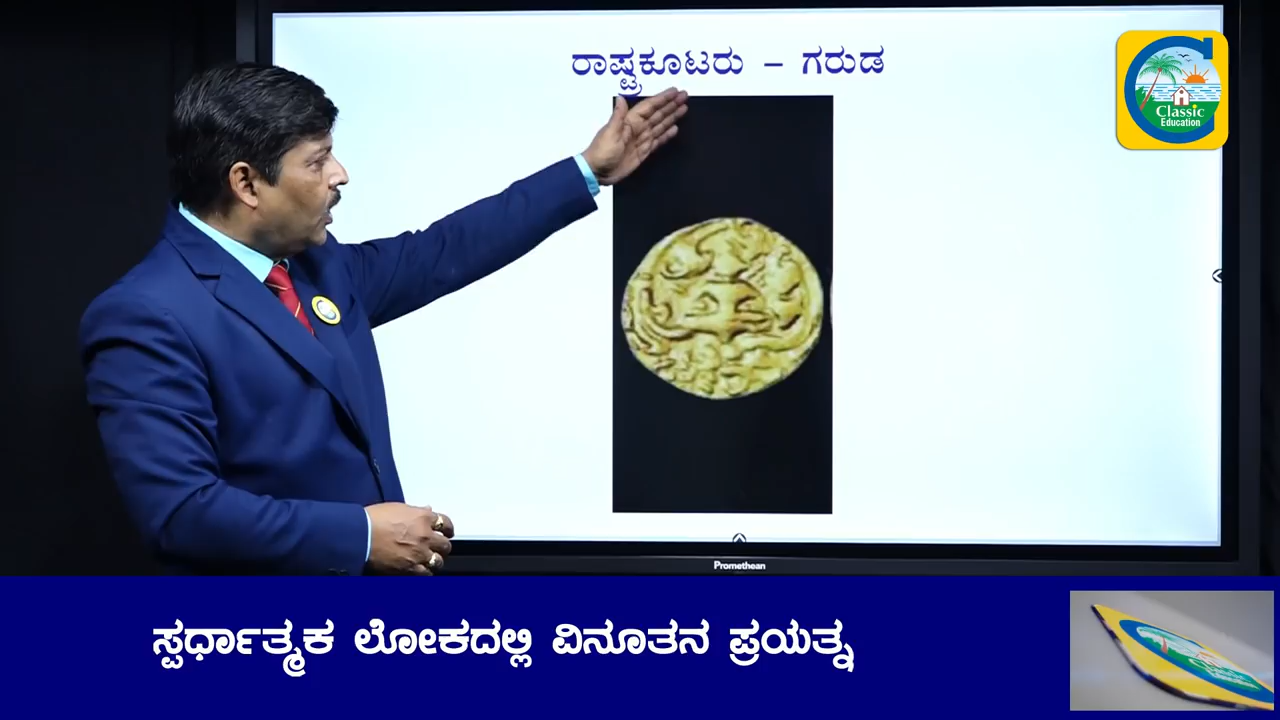 ರಾಷ್ಟ್ರಕೂಟರು – ಗರುಡ
Classic
Education
Promethean
ಸ್ಪರ್ಧಾತ್ಮಕ ಲೋಕದಲ್ಲಿ ವಿನೂತನ ಪ್ರಯತ್ನ